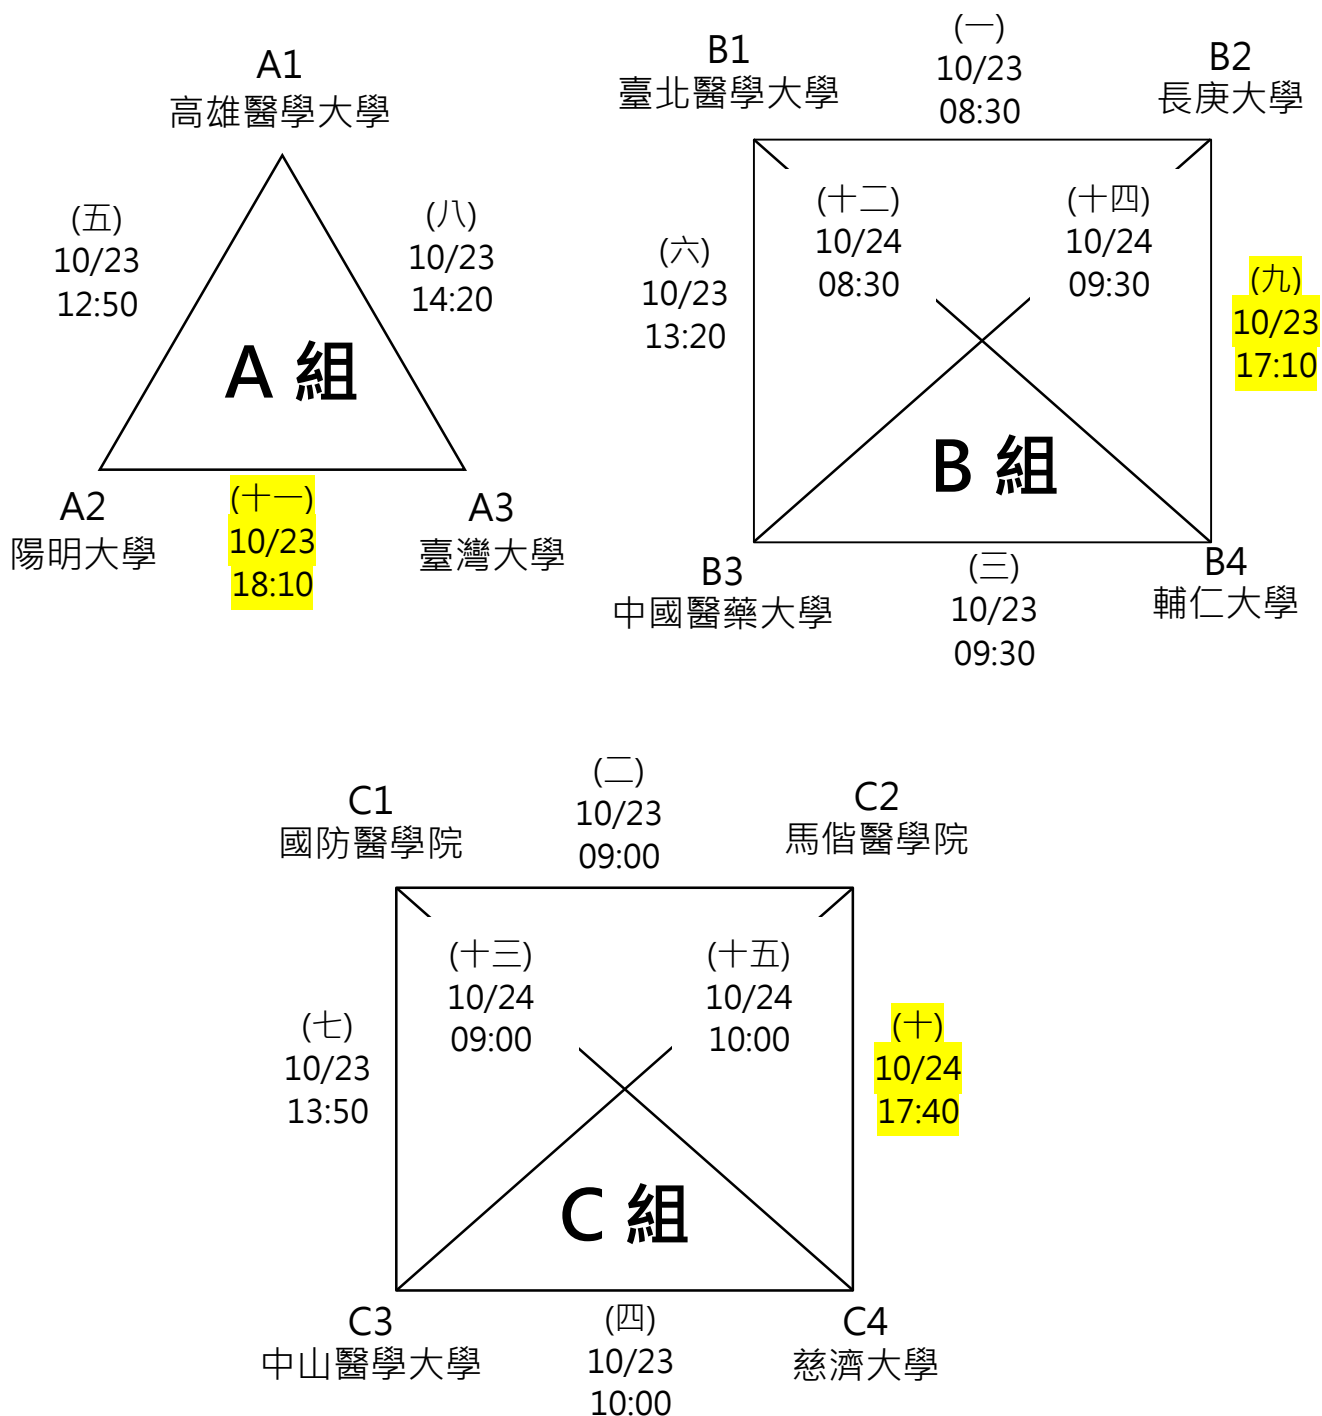 A1
高雄醫學大學
(五)
10/23
12:50
(八)
10/23
14:20
A 組
A2
陽明大學
(十一)
10/23
18:10
A3
臺灣大學
B1
臺北醫學大學
(一)
10/23
08:30
B2
長庚大學
(六)
10/23
13:20
(十二)
10/24
08:30
(十四)
10/24
09:30
(九)
10/23
17:10
B 組
B3
中國醫藥大學
(三)
10/23
09:30
B4
輔仁大學
C1
國防醫學院
(二)
10/23
09:00
C2
馬偕醫學院
(七)
10/23
13:50
(十三)
10/24
09:00
(十五)
10/24
10:00
(十)
10/24
17:40
C 組
C3
中山醫學大學
(四)
10/23
10:00
C4
慈濟大學